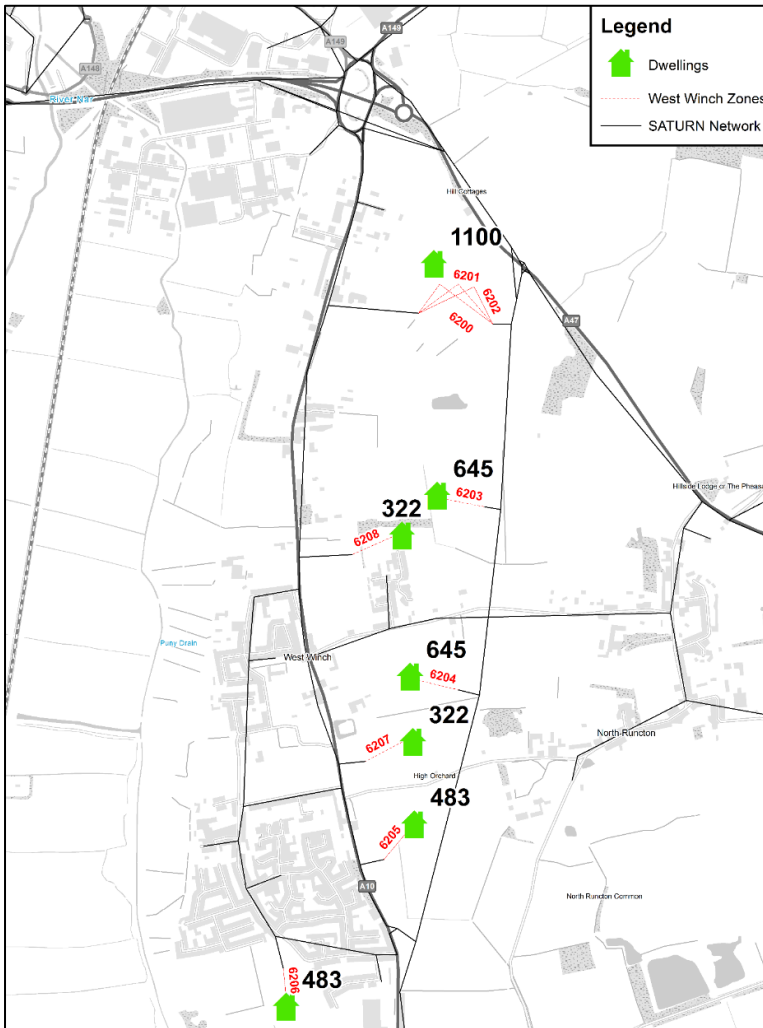 Legend
Dwellings
West Winch Zones
SATURN Network
A149
A149
A148
River Nar
Hill Cottages
1100
6201
6202
6200
A47
645
6203
Hillside Lodge or The Pheasa
322
6208
Puny Drain
West Winch
645
6204
322
6207
North Runcton
High Orchard
483
6205
A10
North Runcton Common
6206
483